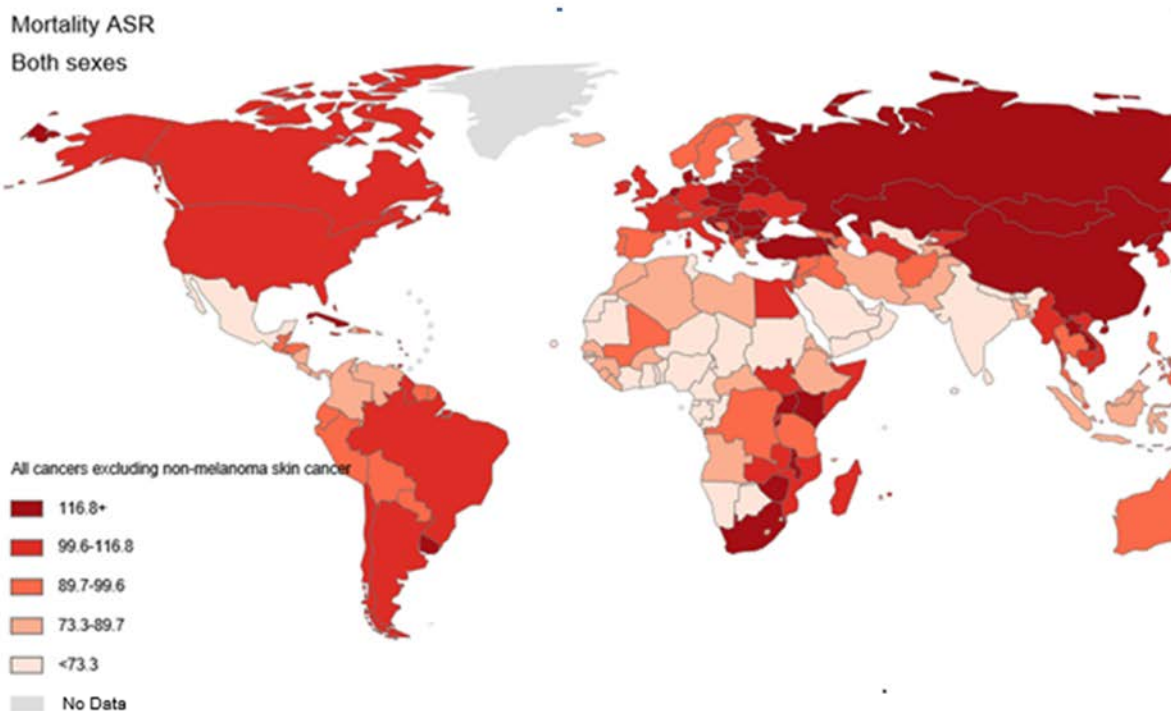 Mortality ASR
Both sexes
All cancers excluding non-melanoma skin cancer
116.8+
99.6-116.8
89.7-99.6
73.3-89.7
<73.3
No Data